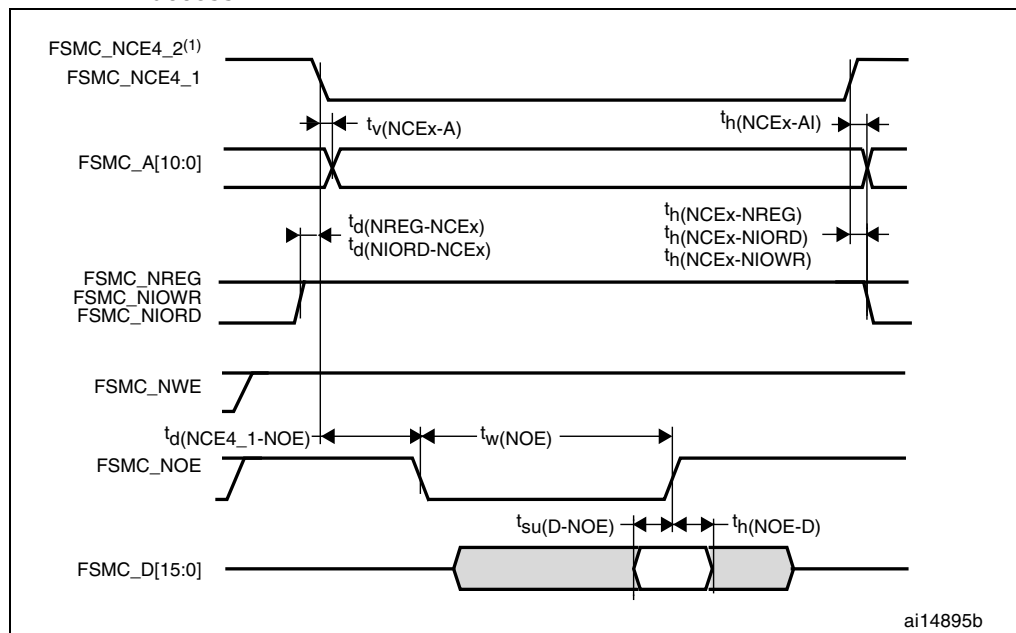 FSMC_NCE4_2(1)
FSMC_NCE4_1
tv(NCEx-A)
th(NCEx-AI)
FSMC_A[10:0]
td(NREG-NCEx)
td(NIORD-NCEx)
th(NCEx-NREG)
th(NCEx-NIORD)
th(NCEx-NIOWR)
FSMC_NREG
FSMC_NIOWR
FSMC_NIORD
FSMC_NWE
td(NCE4_1-NOE)
tw(NOE)
FSMC_NOE
tsu(D-NOE)
th(NOE-D)
FSMC_D[15:0]
ai14895b